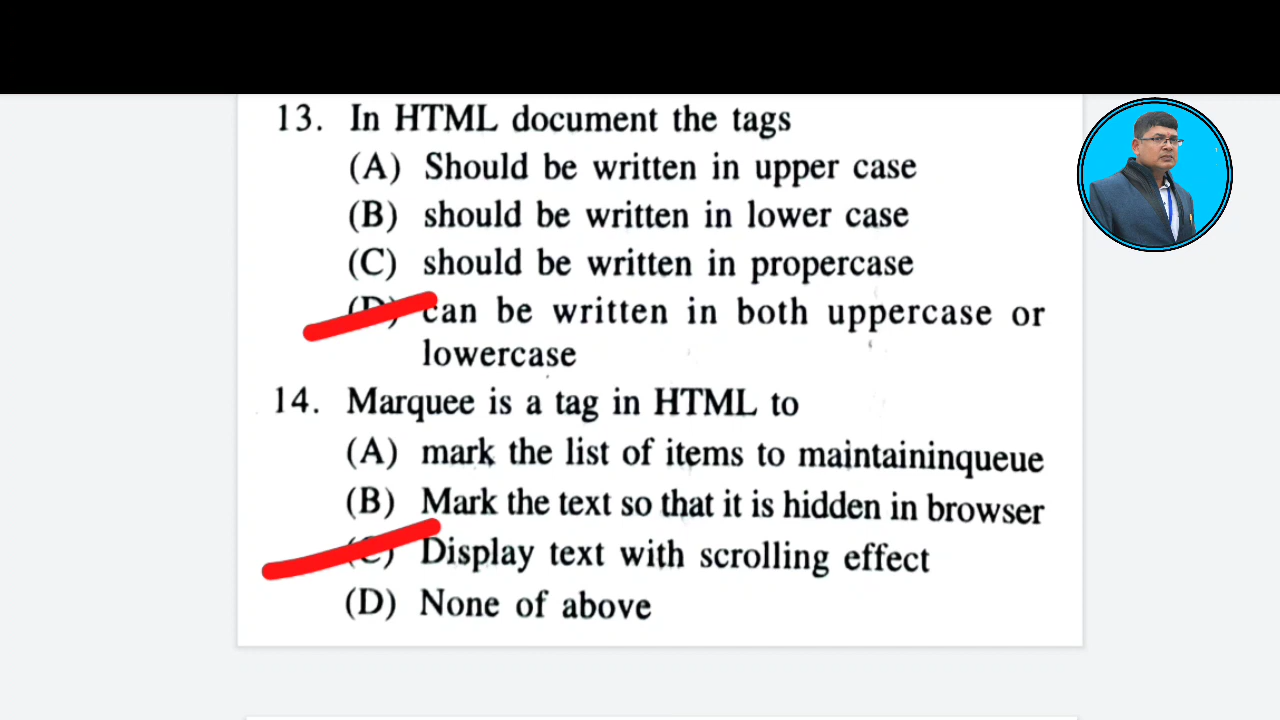 13. In HTML document the tags
(A) Should be written in upper case
(B) should be written in lower case
(C) should be written in propercase
(D) can be written in both uppercase or
lowercase
14. Marquee is a tag in HTML to
(A) mark the list of items to maintaininqueue
(B) Mark the text so that it is hidden in browser
(C) Display text with scrolling effect
(D) None of above